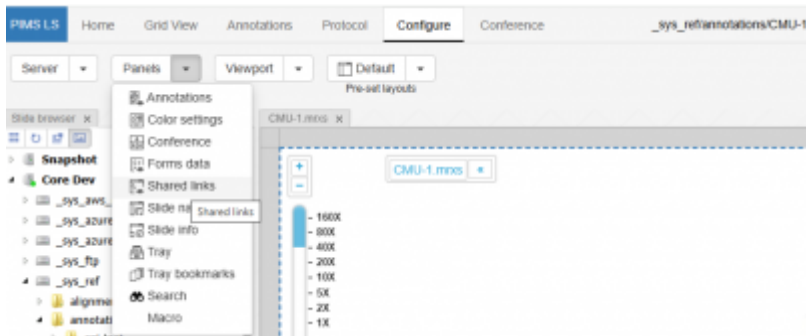 PIMS LS Home Grid View Annotations Protocol Configure Conference _sys_ref/annotations/CMU-1
Server Panels Viewport Default
Pre-set layouts
Slide browser x CMU-1.mrxs x
Annotations
Color settings
Conference
Forms data
Shared links
Slide na
Shared links
Slide info
Tray
Tray bookmarks
Search
Macro
Snapshot
Core Dev
_sys_aws_
_sys_azure
_sys_azure
_sys_ftp
_sys_ref
alignme
annotati
+
CMU-1.mrxs
-
160X
80X
40X
20X
10X
5X
2X
1X